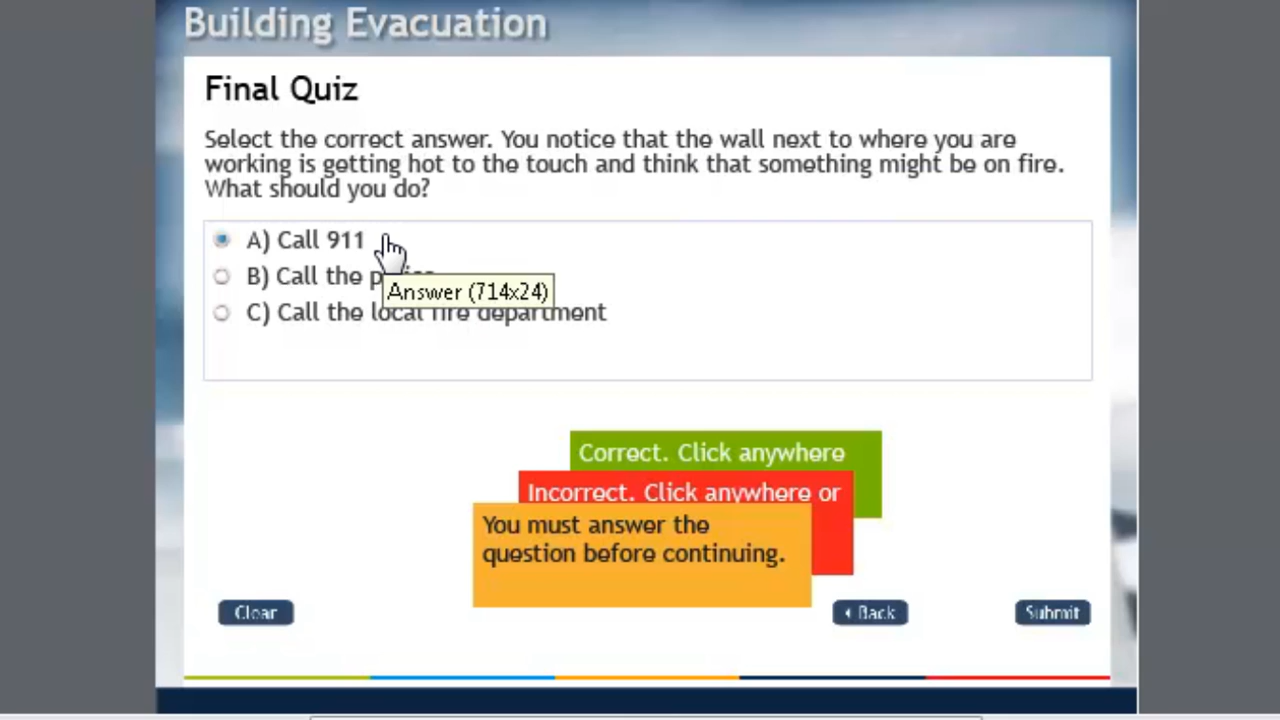 Building Evacuation
Final Quiz
Select the correct answer. You notice that the wall next to where you are
working is getting hot to the touch and think that something might be on fire.
What should you do?
A) Call 911
B) Call the
Answer (714x24)
C) Call the local fire department
Correct. Click anywhere
Incorrect. Click anywhere or
You must answer the
question before continuing.
Clear
Back
Submit